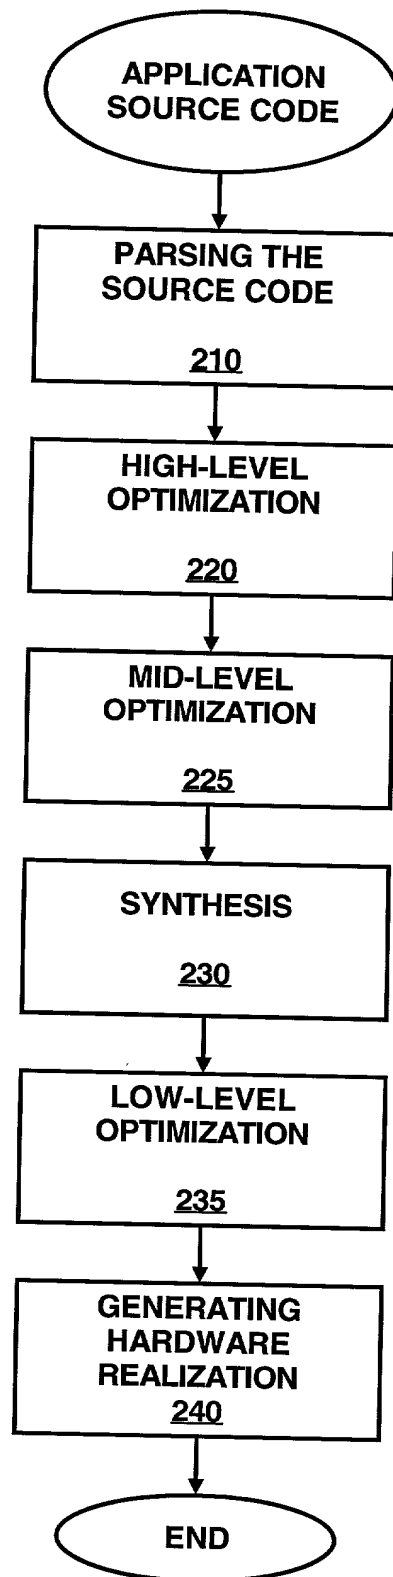 APPLICATION
SOURCE CODE
PARSING THE
SOURCE CODE
210
HIGH-LEVEL
OPTIMIZATION
220
MID-LEVEL
OPTIMIZATION
225
SYNTHESIS
230
LOW-LEVEL
OPTIMIZATION
235
GENERATING
HARDWARE
REALIZATION
240
END